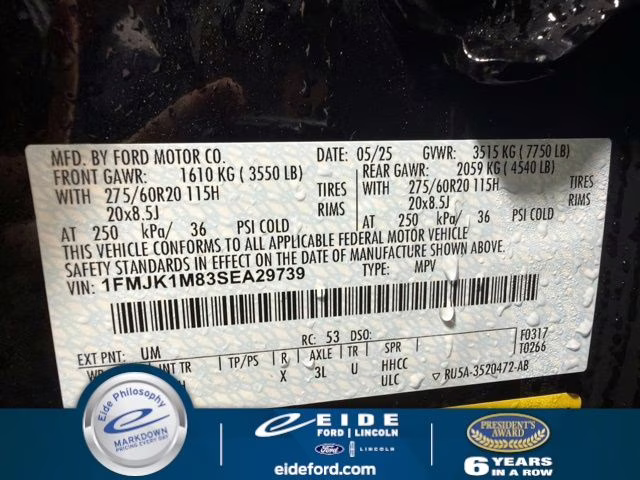 MFD. BY FORD MOTOR CO. DATE: 05/25 GVWR: 3515 KG ( 7750 LB)
FRONT GAWR: 1610 KG ( 3550 LB) REAR GAWR: 2059 KG ( 4540 LB)
WITH 275/60R20 115H TIRES WITH 275/60R20 115H TIRES
20x8.5J RIMS 20x8.5J RIMS
AT 250 kPa/ 36 PSI COLD AT 250 kPa/ 36 PSI COLD
THIS VEHICLE CONFORMS TO ALL APPLICABLE FEDERAL MOTOR VEHICLE
SAFETY STANDARDS IN EFFECT ON THE DATE OF MANUFACTURE SHOWN ABOVE.
VIN: 1FMJK1M83SEA29739 TYPE: MPV
F0317
T0266
EXT PNT: UM RC: 53 DSO:
INT TR TP/PS R AXLE TR SPR
X 3L U HHCC
ULC
RU5A-3520472-AB
Eide Philosophy
MARKDOWN
PRICING EVERY DAY
EIDE
FORD LINCOLN
Ford LINCOLN
eideford.com
PRESIDENT'S
AWARD
6 YEARS
IN A ROW